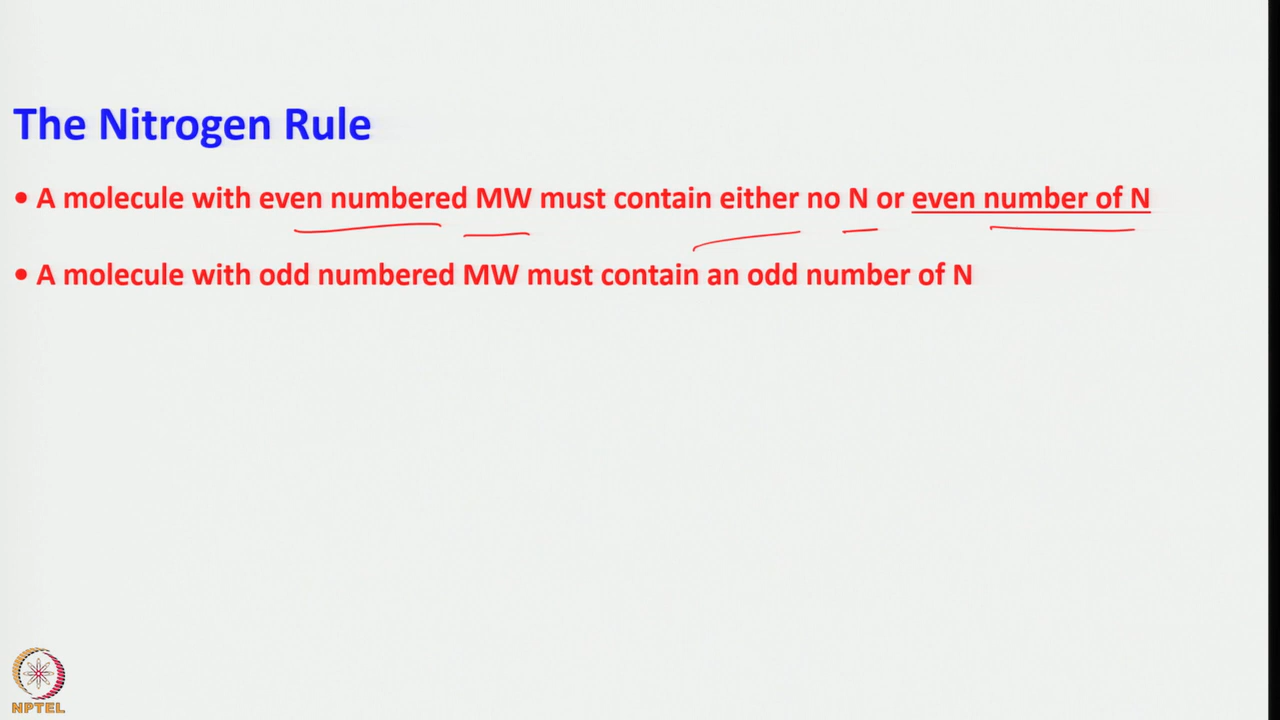 The Nitrogen Rule
• A molecule with even numbered MW must contain either no N or even number of N
• A molecule with odd numbered MW must contain an odd number of N
NPTEL